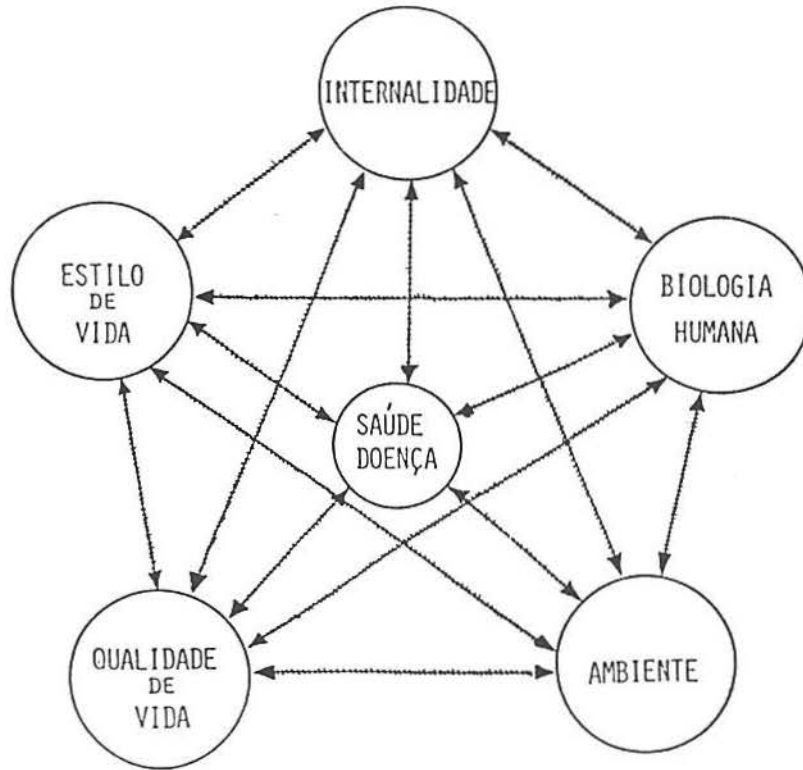 INTERNALIDADE
ESTILO
DE
VIDA
BIOLOGIA
HUMANA
SAÚDE
DOENÇA
QUALIDADE
DE
VIDA
AMBIENTE